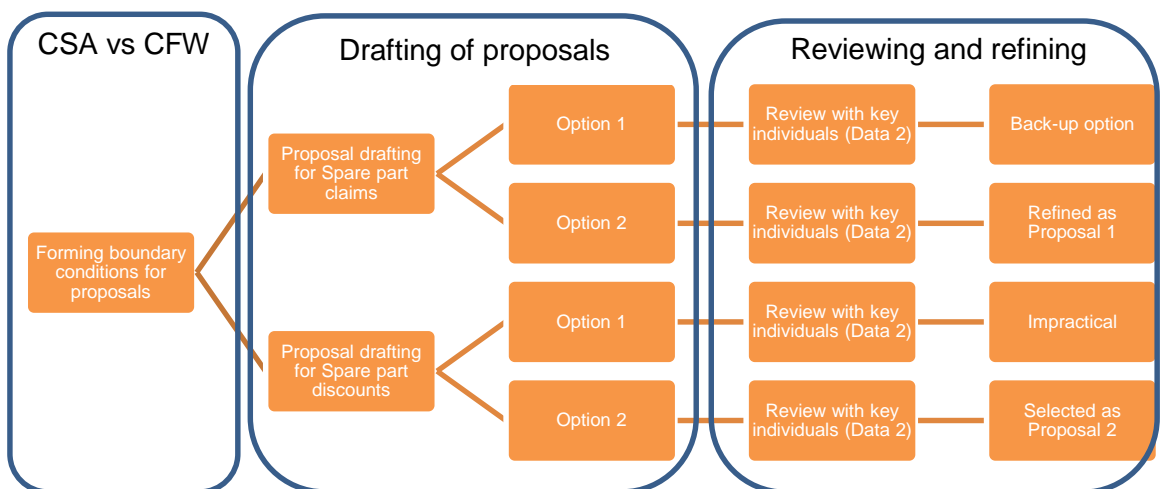 CSA vs CFW
Drafting of proposals
Reviewing and refining
Forming boundary
conditions for
proposals
Proposal drafting
for Spare part
claims
Option 1
Review with key
individuals (Data 2)
Back-up option
Option 2
Review with key
individuals (Data 2)
Refined as
Proposal 1
Proposal drafting
for Spare part
discounts
Option 1
Review with key
individuals (Data 2)
Impractical
Option 2
Review with key
individuals (Data 2)
Selected as
Proposal 2